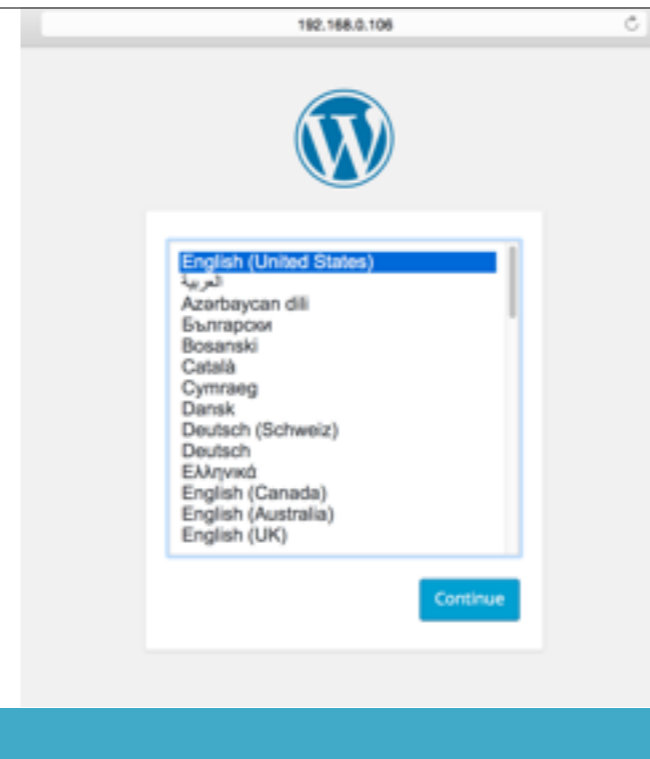 192.168.0.106
English (United States)
العربية
Azərbaycan dili
Български
Bosanski
Català
Cymraeg
Dansk
Deutsch (Schweiz)
Deutsch
Ελληνικά
English (Canada)
English (Australia)
English (UK)
Continue